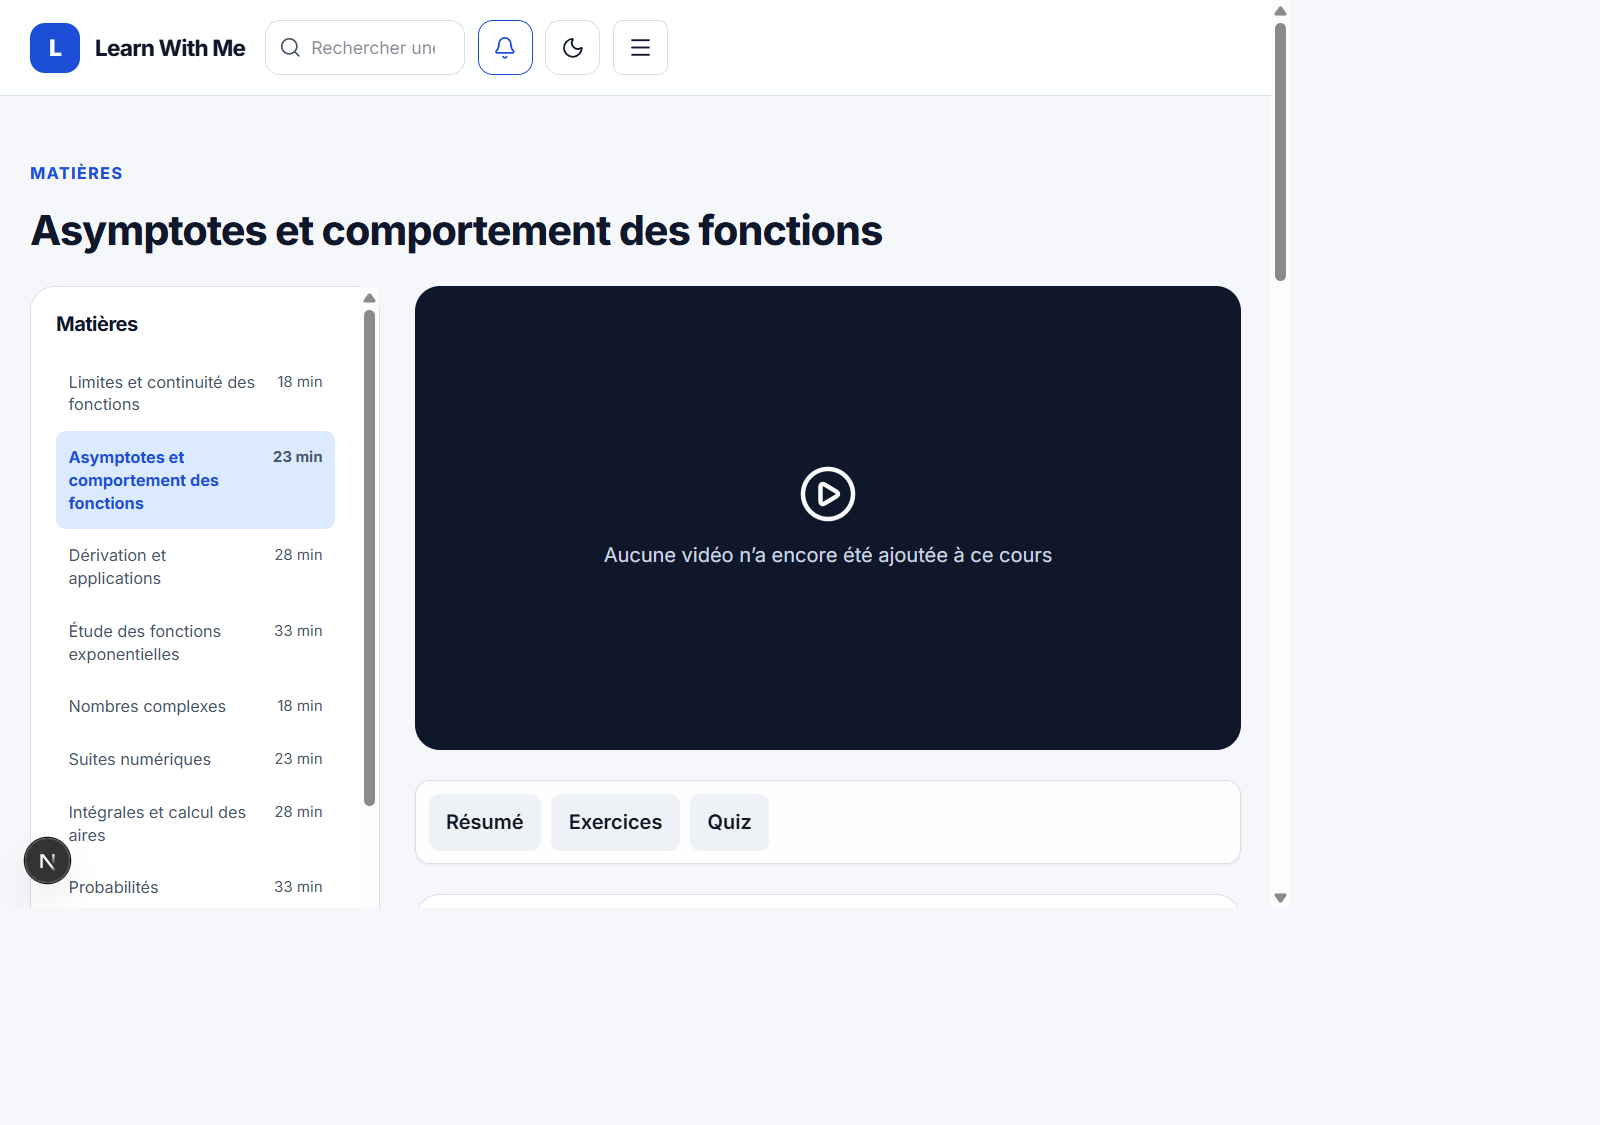 L
Learn With Me
Rechercher une
MATIÈRES
Asymptotes et comportement des fonctions
Matières
Limites et continuité des fonctions
18 min
Asymptotes et comportement des fonctions
23 min
Dérivation et applications
28 min
Étude des fonctions exponentielles
33 min
Nombres complexes
18 min
Suites numériques
23 min
Intégrales et calcul des aires
28 min
Probabilités
33 min
N
Aucune vidéo n’a encore été ajoutée à ce cours
Résumé
Exercices
Quiz